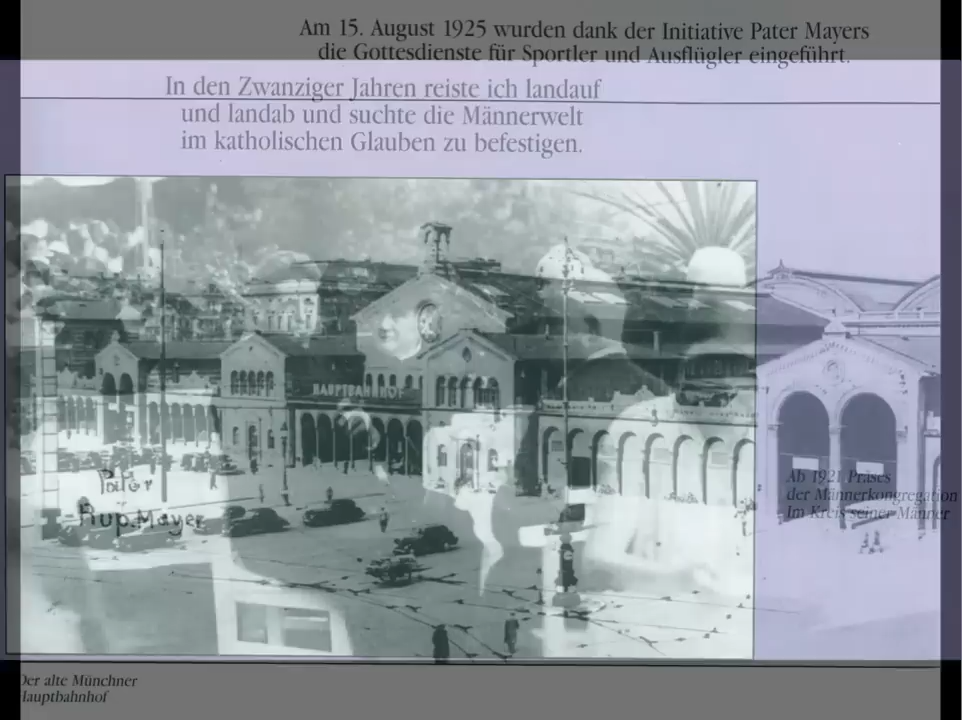 Am 15. August 1925 wurden dank der Initiative Pater Mayers
die Gottesdienste für Sportler und Ausflügler eingeführt.
In den Zwanziger Jahren reiste ich landauf
und landab und suchte die Männerwelt
im katholischen Glauben zu befestigen.
HAUPTBAHNHOF
Pater
Rup. Mayer
Ab 1921 Präses
der Männerkongregation
Im Kreis seiner Männer
Der alte Münchner
Hauptbahnhof